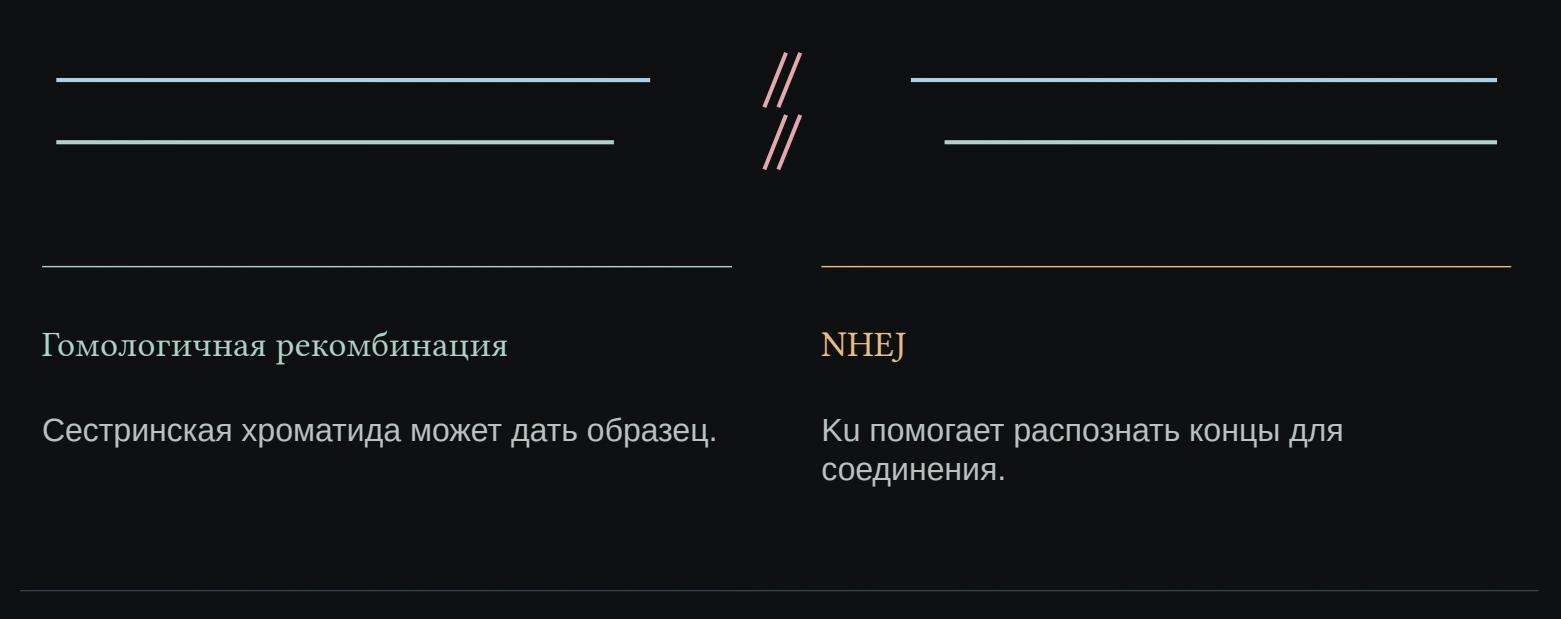 Гомологичная рекомбинация
Сестринская хроматида может дать образец.
NHEJ
Ku помогает распознать концы для
соединения.